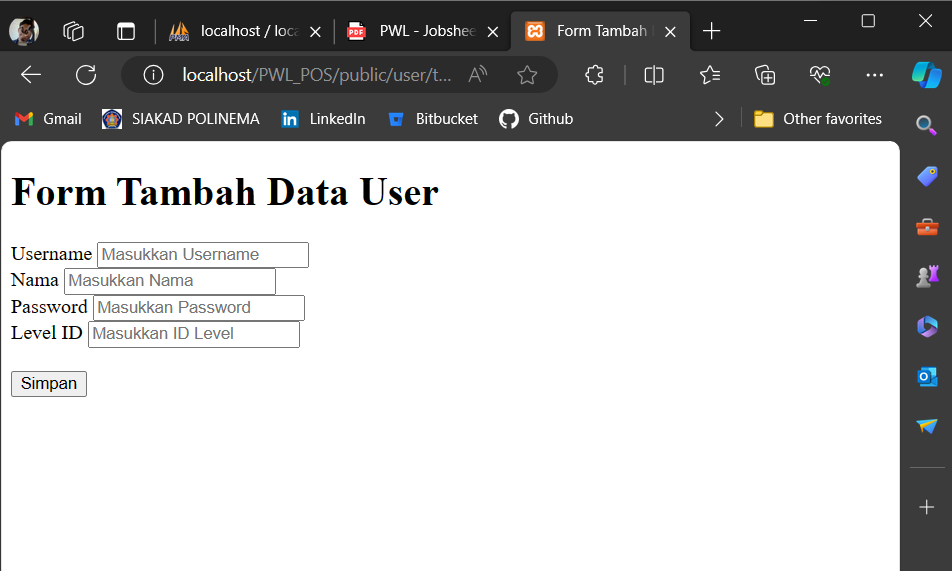 localhost / loca
PDF
PWL - Jobshee
Form Tambah
localhost/PWL_POS/public/user/t...
Gmail
SIAKAD POLINEMA
LinkedIn
Bitbucket
Github
Other favorites
Form Tambah Data User
Username Masukkan Username
Nama Masukkan Nama
Password Masukkan Password
Level ID Masukkan ID Level
Simpan